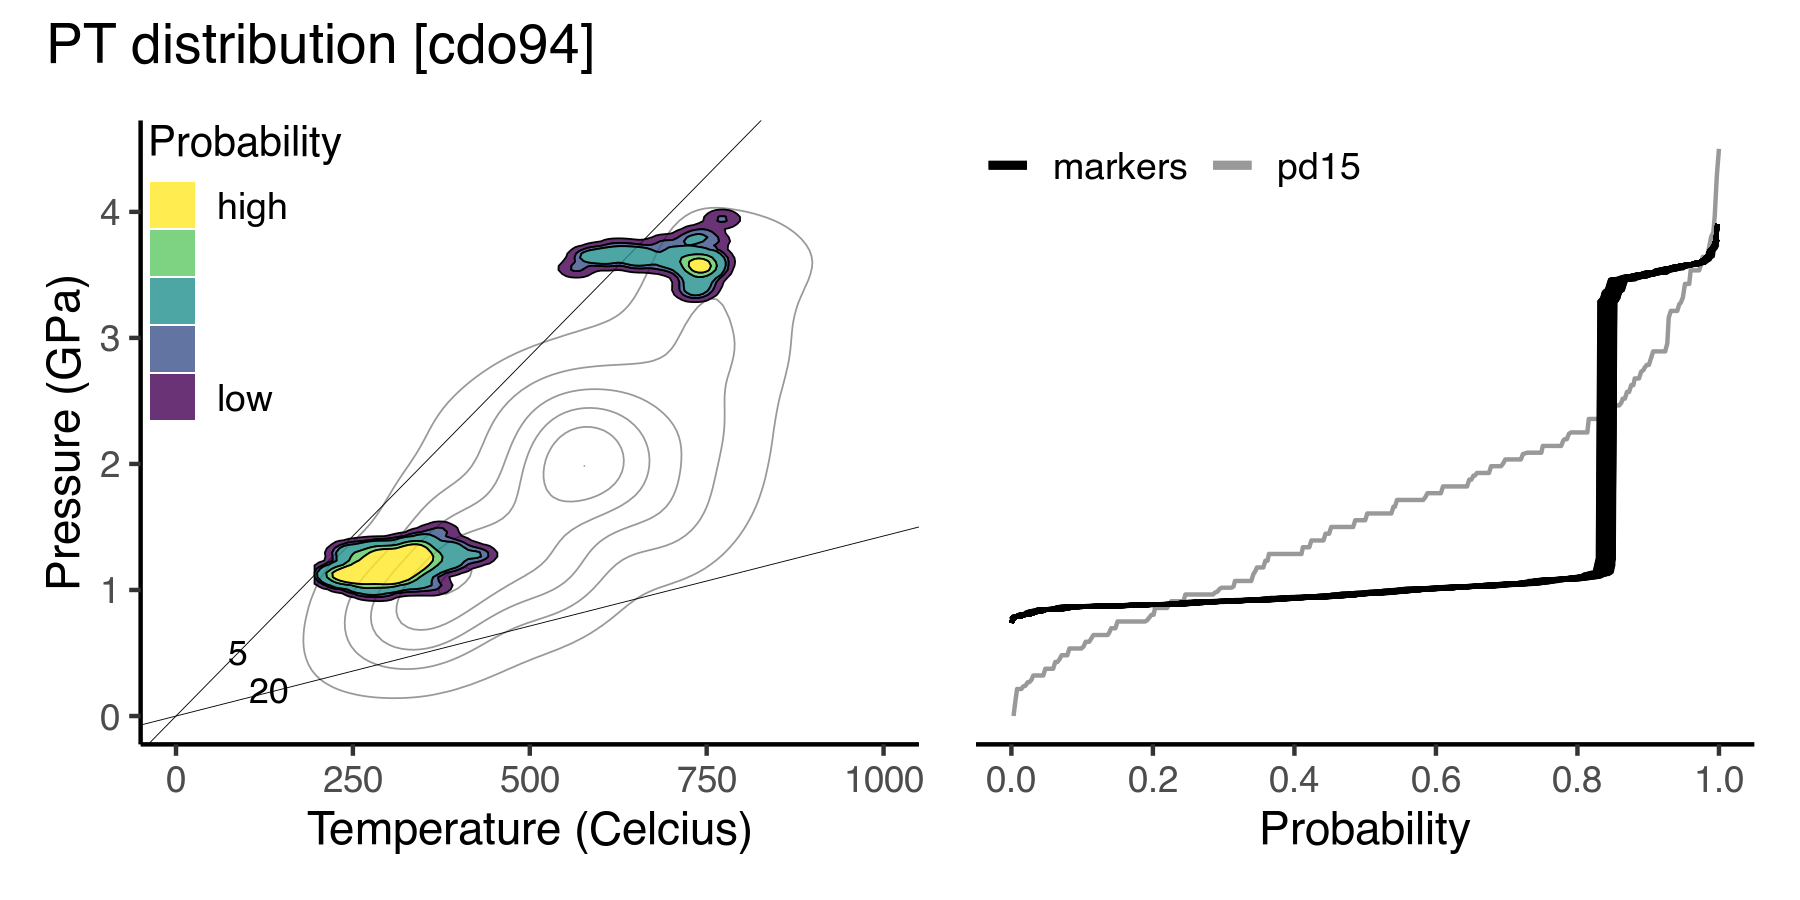 PT distribution [cdo94]
Probability
high
low
markers
pd15
4
3
2
1
0
Pressure (GPa)
5
20
0
250
500
750
1000
Temperature (Celcius)
0.0
0.2
0.4
0.6
0.8
1.0
Probability